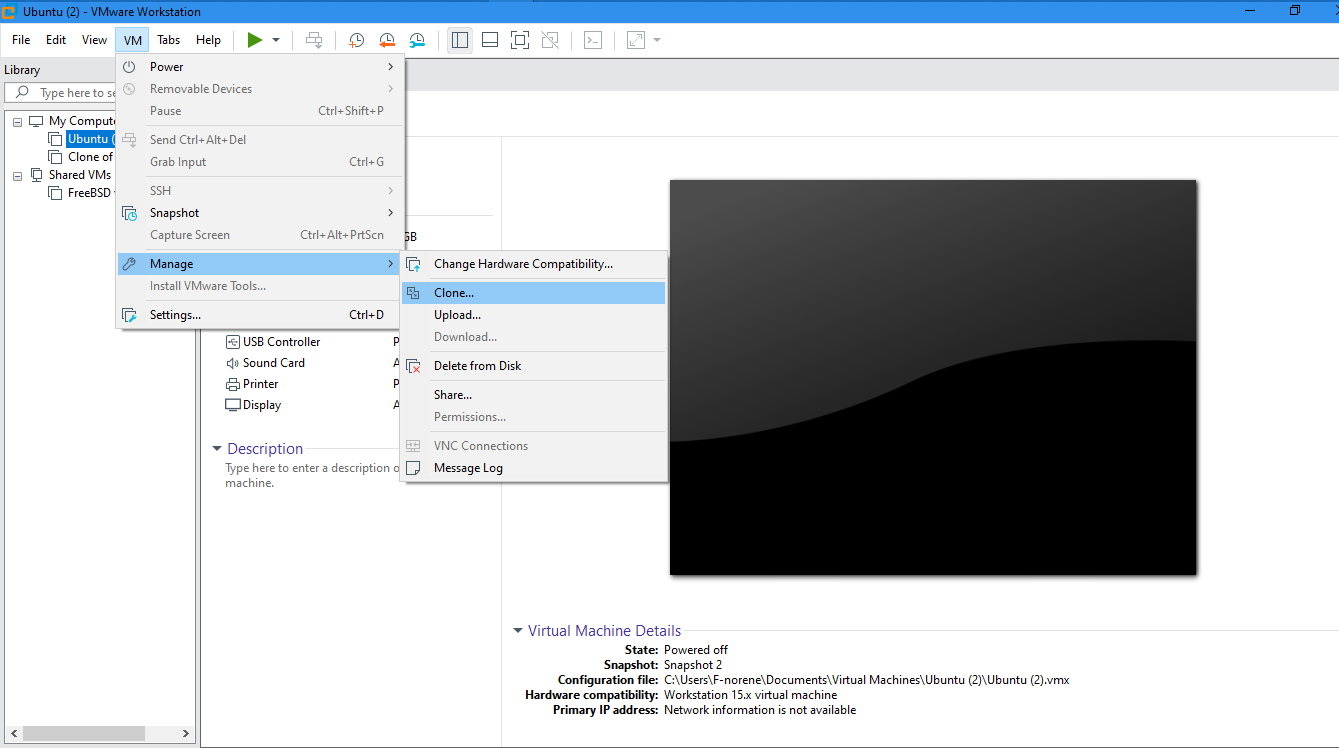 Ubuntu (2) - VMware Workstation
File Edit View VM Tabs Help
Library
Type here to se
My Compute
Ubuntu (
Clone of
Shared VMs
FreeBSD
Power
Removable Devices
Pause Ctrl+Shift+P
Send Ctrl+Alt+Del
Grab Input Ctrl+G
SSH
Snapshot
Capture Screen Ctrl+Alt+PrtScn
Manage
Install VMware Tools...
Settings... Ctrl+D
GB
Change Hardware Compatibility...
Clone...
Upload...
Download...
Delete from Disk
Share...
Permissions...
VNC Connections
Message Log
USB Controller P
Sound Card A
Printer P
Display A
Description
Type here to enter a description o
machine.
Virtual Machine Details
State: Powered off
Snapshot: Snapshot 2
Configuration file: C:\Users\F-norene\Documents\Virtual Machines\Ubuntu (2)\Ubuntu (2).vmx
Hardware compatibility: Workstation 15.x virtual machine
Primary IP address: Network information is not available